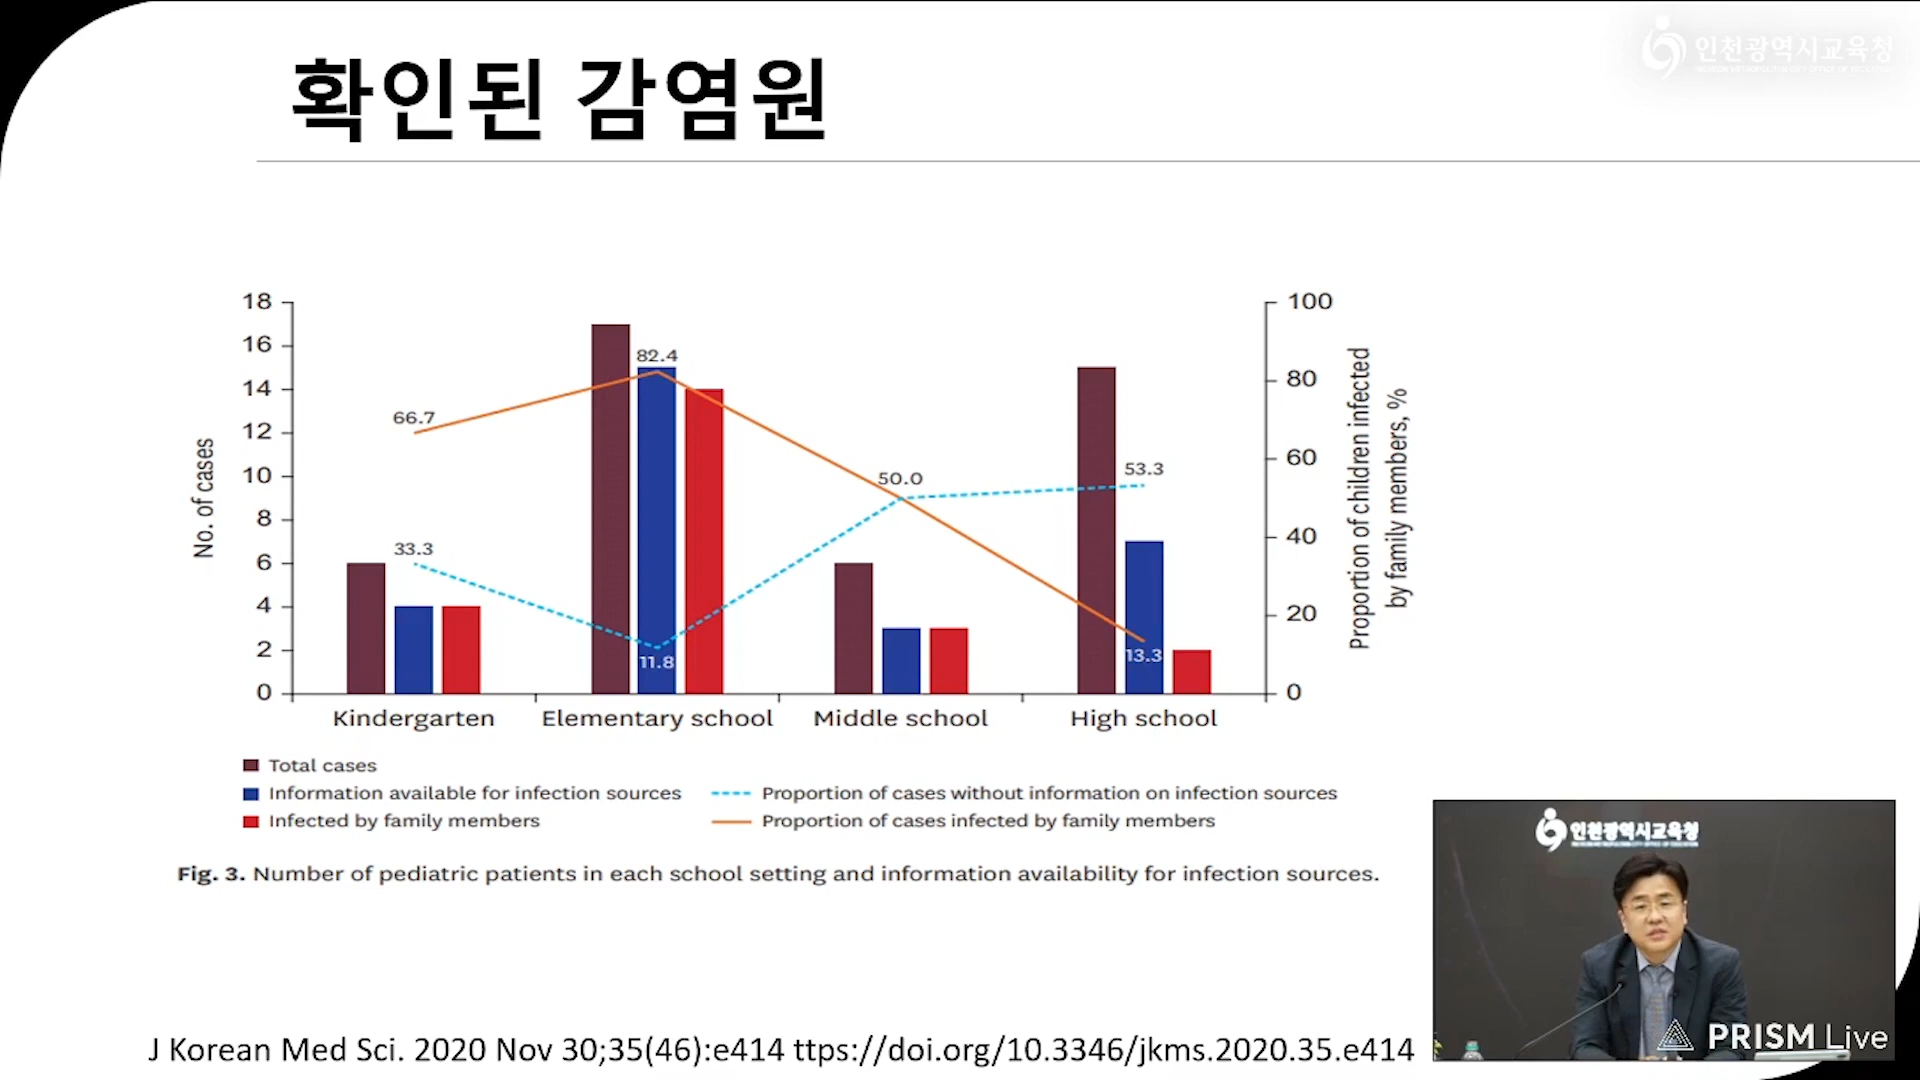 인천광역시교육청
확인된 감염원
18
16
14
12
10
8
6
4
2
0
No. of cases
100
80
60
40
20
0
Proportion of children infected
by family members, %
66.7
82.4
50.0
53.3
33.3
11.8
13.3
Kindergarten Elementary school Middle school High school
Total cases
Information available for infection sources
Infected by family members
Proportion of cases without information on infection sources
Proportion of cases infected by family members
Fig. 3. Number of pediatric patients in each school setting and information availability for infection sources.
인천광역시교육청
J Korean Med Sci. 2020 Nov 30;35(46):e414 ttps://doi.org/10.3346/jkms.2020.35.e414
PRISM Live